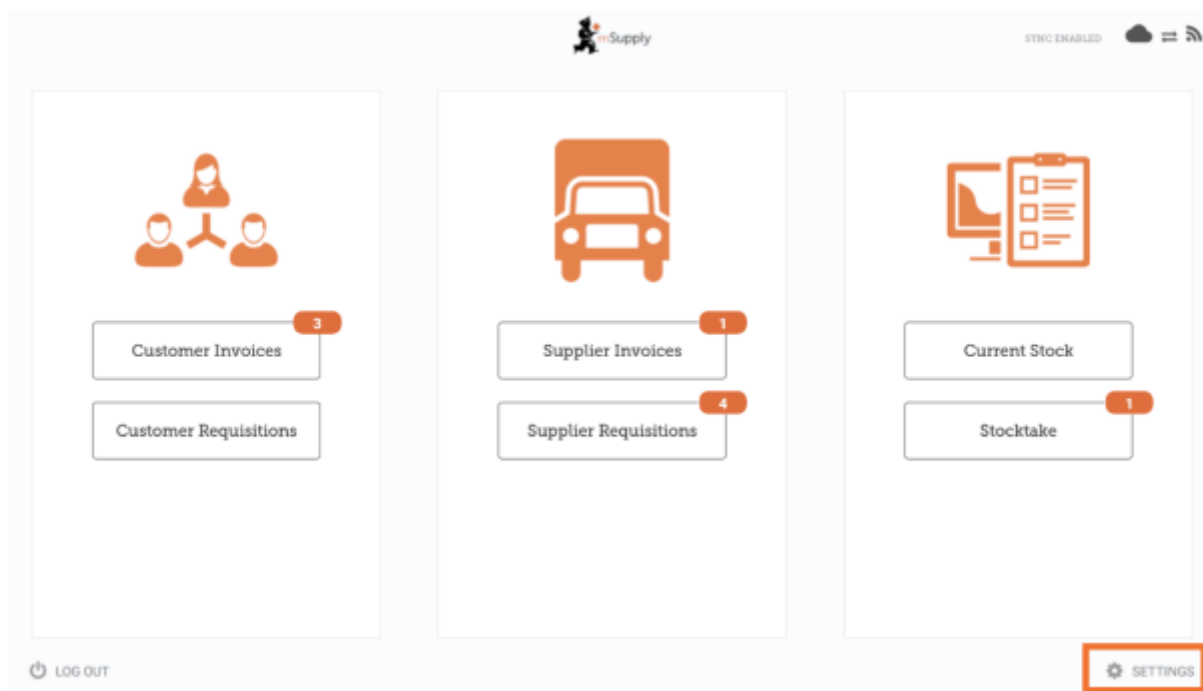 mSupply
SYNC ENABLED
3
Customer Invoices
Customer Requisitions
1
Supplier Invoices
4
Supplier Requisitions
Current Stock
1
Stocktake
LOG OUT
SETTINGS